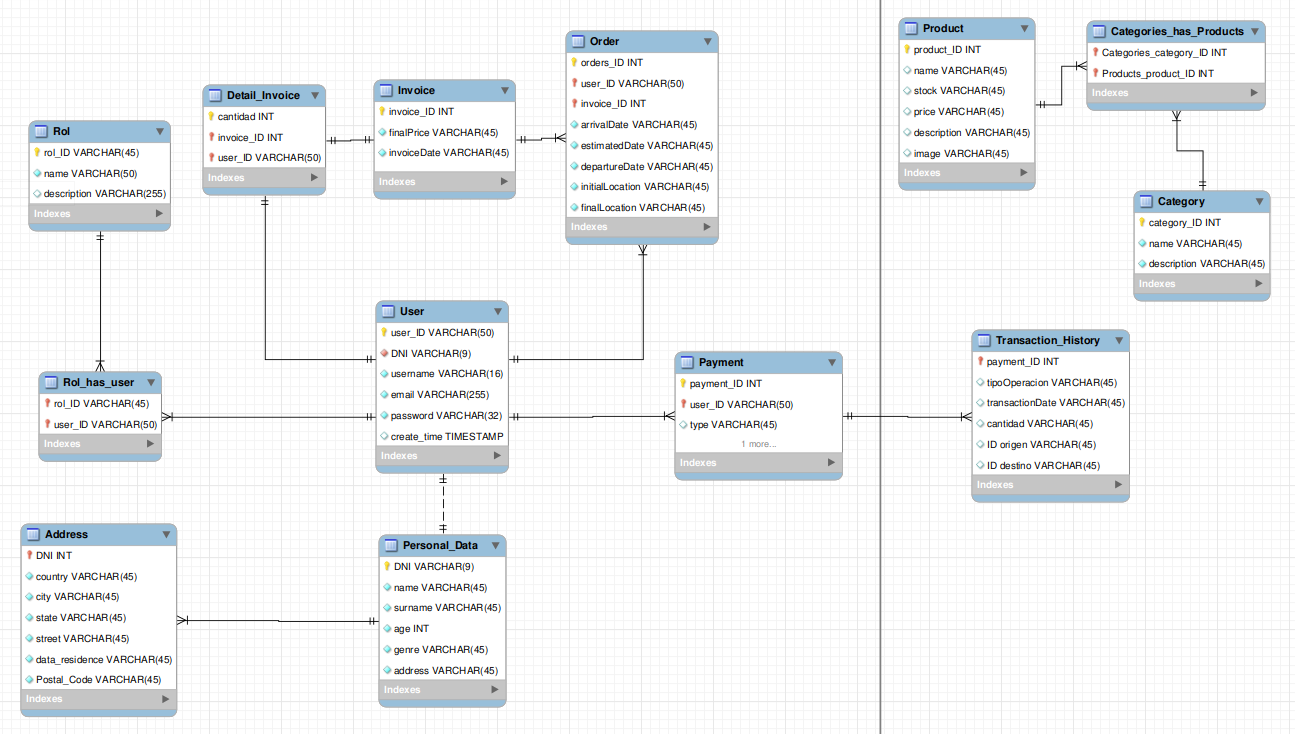 Rol
rol_ID VARCHAR(45)
name VARCHAR(50)
description VARCHAR(255)
Indexes
Detail_Invoice
cantidad INT
invoice_ID INT
user_ID VARCHAR(50)
Indexes
Invoice
invoice_ID INT
finalPrice VARCHAR(45)
invoiceDate VARCHAR(45)
Indexes
Order
orders_ID INT
user_ID VARCHAR(50)
invoice_ID INT
arrivalDate VARCHAR(45)
estimatedDate VARCHAR(45)
departureDate VARCHAR(45)
initialLocation VARCHAR(45)
finalLocation VARCHAR(45)
Indexes
Product
product_ID INT
name VARCHAR(45)
stock VARCHAR(45)
price VARCHAR(45)
description VARCHAR(45)
image VARCHAR(45)
Indexes
Categories_has_Products
Categories_category_ID INT
Products_product_ID INT
Indexes
Category
category_ID INT
name VARCHAR(45)
description VARCHAR(45)
Indexes
Rol_has_user
rol_ID VARCHAR(45)
user_ID VARCHAR(50)
Indexes
User
user_ID VARCHAR(50)
DNI VARCHAR(9)
username VARCHAR(16)
email VARCHAR(255)
password VARCHAR(32)
create_time TIMESTAMP
Indexes
Payment
payment_ID INT
user_ID VARCHAR(50)
type VARCHAR(45)
1 more...
Indexes
Transaction_History
payment_ID INT
tipoOperacion VARCHAR(45)
transactionDate VARCHAR(45)
cantidad VARCHAR(45)
ID origen VARCHAR(45)
ID destino VARCHAR(45)
Indexes
Address
DNI INT
country VARCHAR(45)
city VARCHAR(45)
state VARCHAR(45)
street VARCHAR(45)
data_residence VARCHAR(45)
Postal_Code VARCHAR(45)
Indexes
Personal_Data
DNI VARCHAR(9)
name VARCHAR(45)
surname VARCHAR(45)
age INT
genre VARCHAR(45)
address VARCHAR(45)
Indexes